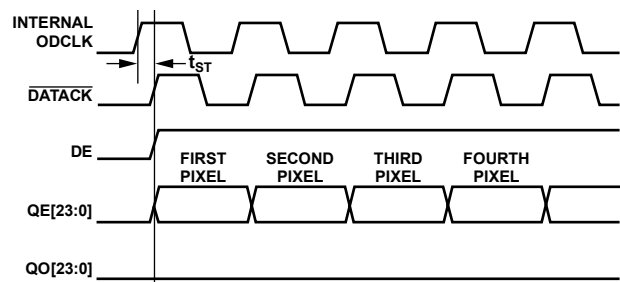 INTERNAL
ODCLK
tST
DATACK
DE
FIRST
PIXEL
SECOND
PIXEL
THIRD
PIXEL
FOURTH
PIXEL
QE[23:0]
QO[23:0]